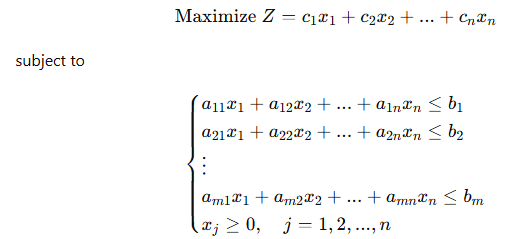 Maximize Z = c₁x₁ + c₂x₂ + ... + cₙxₙ
subject to
a₁₁x₁ + a₁₂x₂ + ... + a₁ₙxₙ ≤ b₁
a₂₁x₁ + a₂₂x₂ + ... + a₂ₙxₙ ≤ b₂
⋮
aₘ₁x₁ + aₘ₂x₂ + ... + aₘₙxₙ ≤ bₘ
xⱼ ≥ 0, j = 1, 2, ..., n